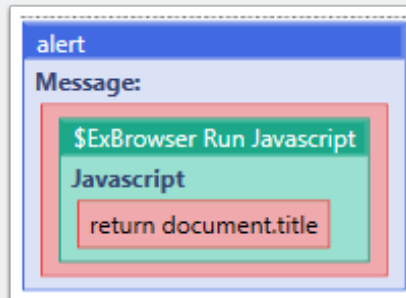 alert
Message:
$ExBrowser Run Javascript
Javascript
return document.title